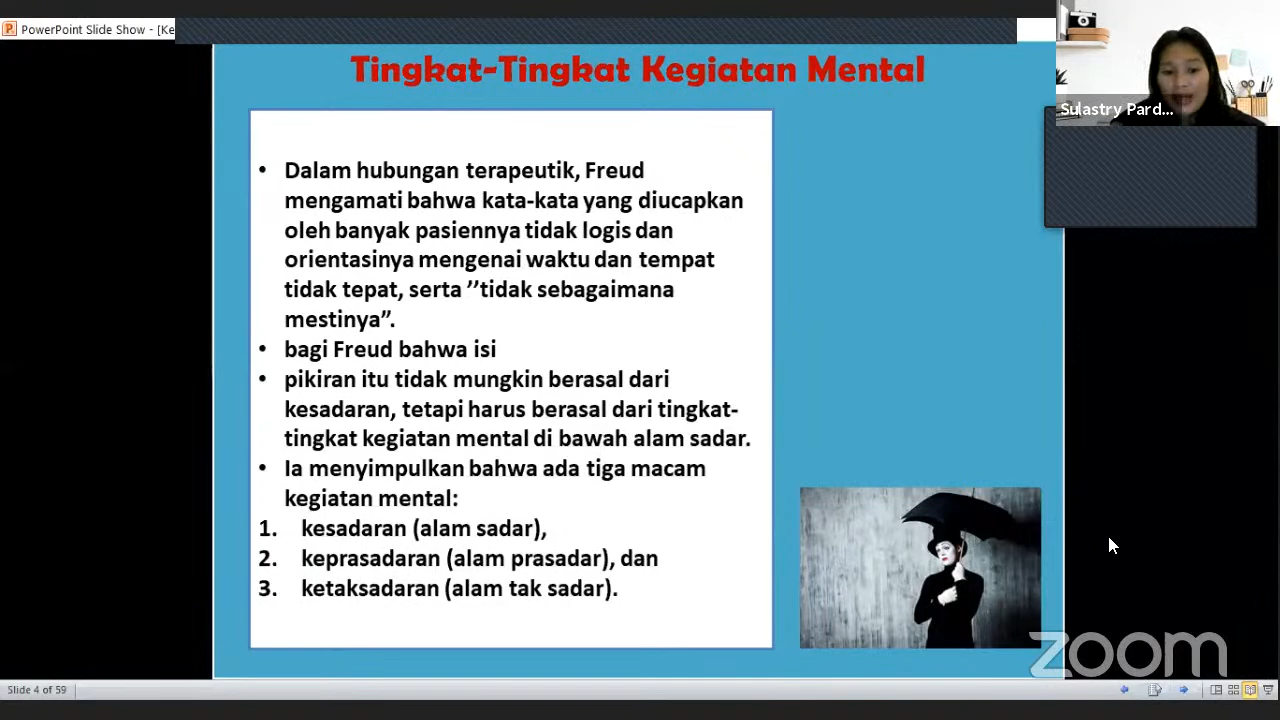 PowerPoint Slide Show - [Ke
Tingkat-Tingkat Kegiatan Mental
Sulastry Pard...
• Dalam hubungan terapeutik, Freud
mengamati bahwa kata-kata yang diucapkan
oleh banyak pasiennya tidak logis dan
orientasinya mengenai waktu dan tempat
tidak tepat, serta ’’tidak sebagaimana
mestinya”.
• bagi Freud bahwa isi
• pikiran itu tidak mungkin berasal dari
kesadaran, tetapi harus berasal dari tingkat-
tingkat kegiatan mental di bawah alam sadar.
• Ia menyimpulkan bahwa ada tiga macam
kegiatan mental:
1. kesadaran (alam sadar),
2. keprasadaran (alam prasadar), dan
3. ketaksadaran (alam tak sadar).
zoom
Slide 4 of 59